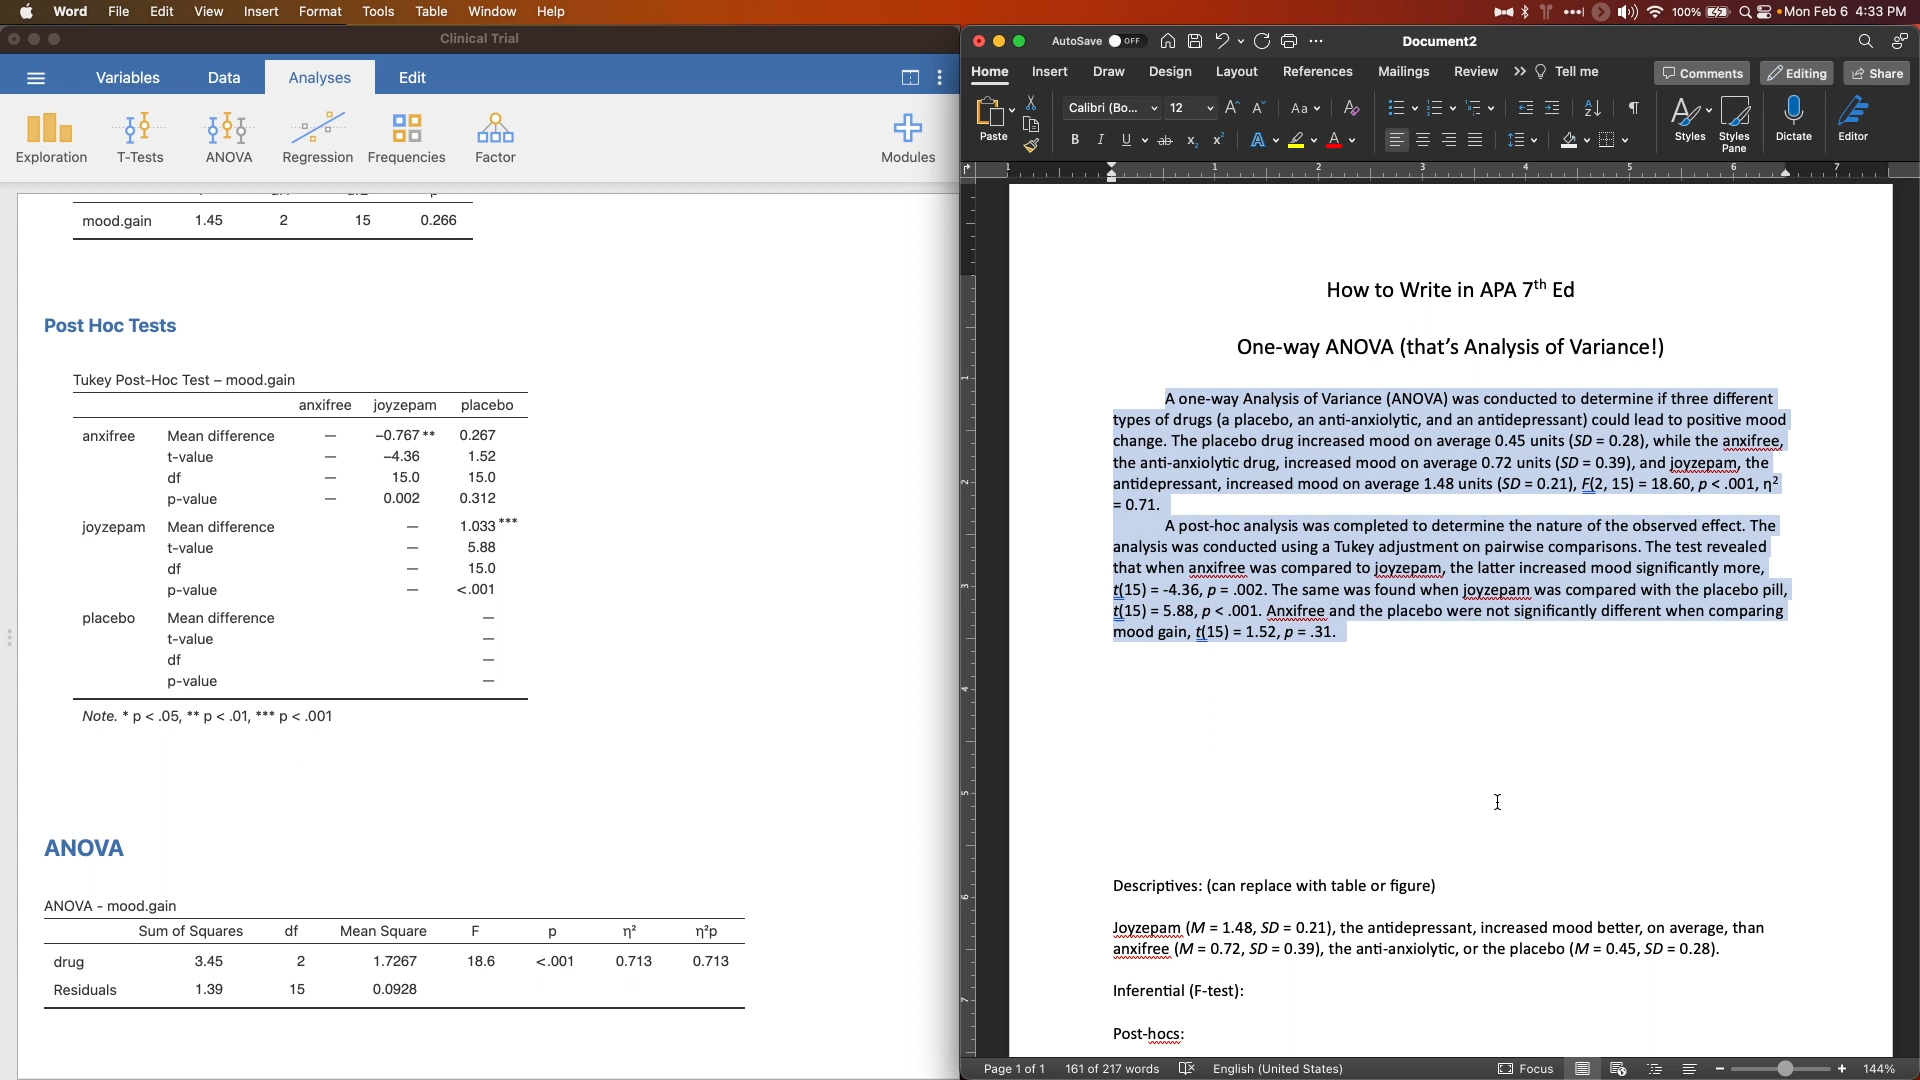 Word File Edit View Insert Format Tools Table Window Help
100% Mon Feb 6 4:33 PM
Clinical Trial
Variables Data Analyses Edit
Exploration T-Tests ANOVA Regression Frequencies Factor Modules
mood.gain 1.45 2 15 0.266
Post Hoc Tests
Tukey Post-Hoc Test – mood.gain
anxifree joyzepam placebo
anxifree Mean difference — -0.767 ** 0.267
t-value — -4.36 1.52
df — 15.0 15.0
p-value — 0.002 0.312
joyzepam Mean difference — 1.033 ***
t-value — 5.88
df — 15.0
p-value — <.001
placebo Mean difference —
t-value —
df —
p-value —
Note. * p < .05, ** p < .01, *** p < .001
ANOVA
ANOVA - mood.gain
Sum of Squares df Mean Square F p η² η²p
drug 3.45 2 1.7267 18.6 <.001 0.713 0.713
Residuals 1.39 15 0.0928
AutoSave OFF Document2
Home Insert Draw Design Layout References Mailings Review >> Tell me Comments Editing Share
Calibri (Bo... 12
Paste Styles Styles Pane Dictate Editor
1 1 2 3 4 5 6 7
How to Write in APA 7th Ed
One-way ANOVA (that's Analysis of Variance!)
A one-way Analysis of Variance (ANOVA) was conducted to determine if three different
types of drugs (a placebo, an anti-anxiolytic, and an antidepressant) could lead to positive mood
change. The placebo drug increased mood on average 0.45 units (SD = 0.28), while the anxifree,
the anti-anxiolytic drug, increased mood on average 0.72 units (SD = 0.39), and joyzepam, the
antidepressant, increased mood on average 1.48 units (SD = 0.21), F(2, 15) = 18.60, p < .001, η²
= 0.71.
A post-hoc analysis was completed to determine the nature of the observed effect. The
analysis was conducted using a Tukey adjustment on pairwise comparisons. The test revealed
that when anxifree was compared to joyzepam, the latter increased mood significantly more,
t(15) = -4.36, p = .002. The same was found when joyzepam was compared with the placebo pill,
t(15) = 5.88, p < .001. Anxifree and the placebo were not significantly different when comparing
mood gain, t(15) = 1.52, p = .31.
Descriptives: (can replace with table or figure)
Joyzepam (M = 1.48, SD = 0.21), the antidepressant, increased mood better, on average, than
anxifree (M = 0.72, SD = 0.39), the anti-anxiolytic, or the placebo (M = 0.45, SD = 0.28).
Inferential (F-test):
Post-hocs:
Page 1 of 1 161 of 217 words English (United States) Focus 144%